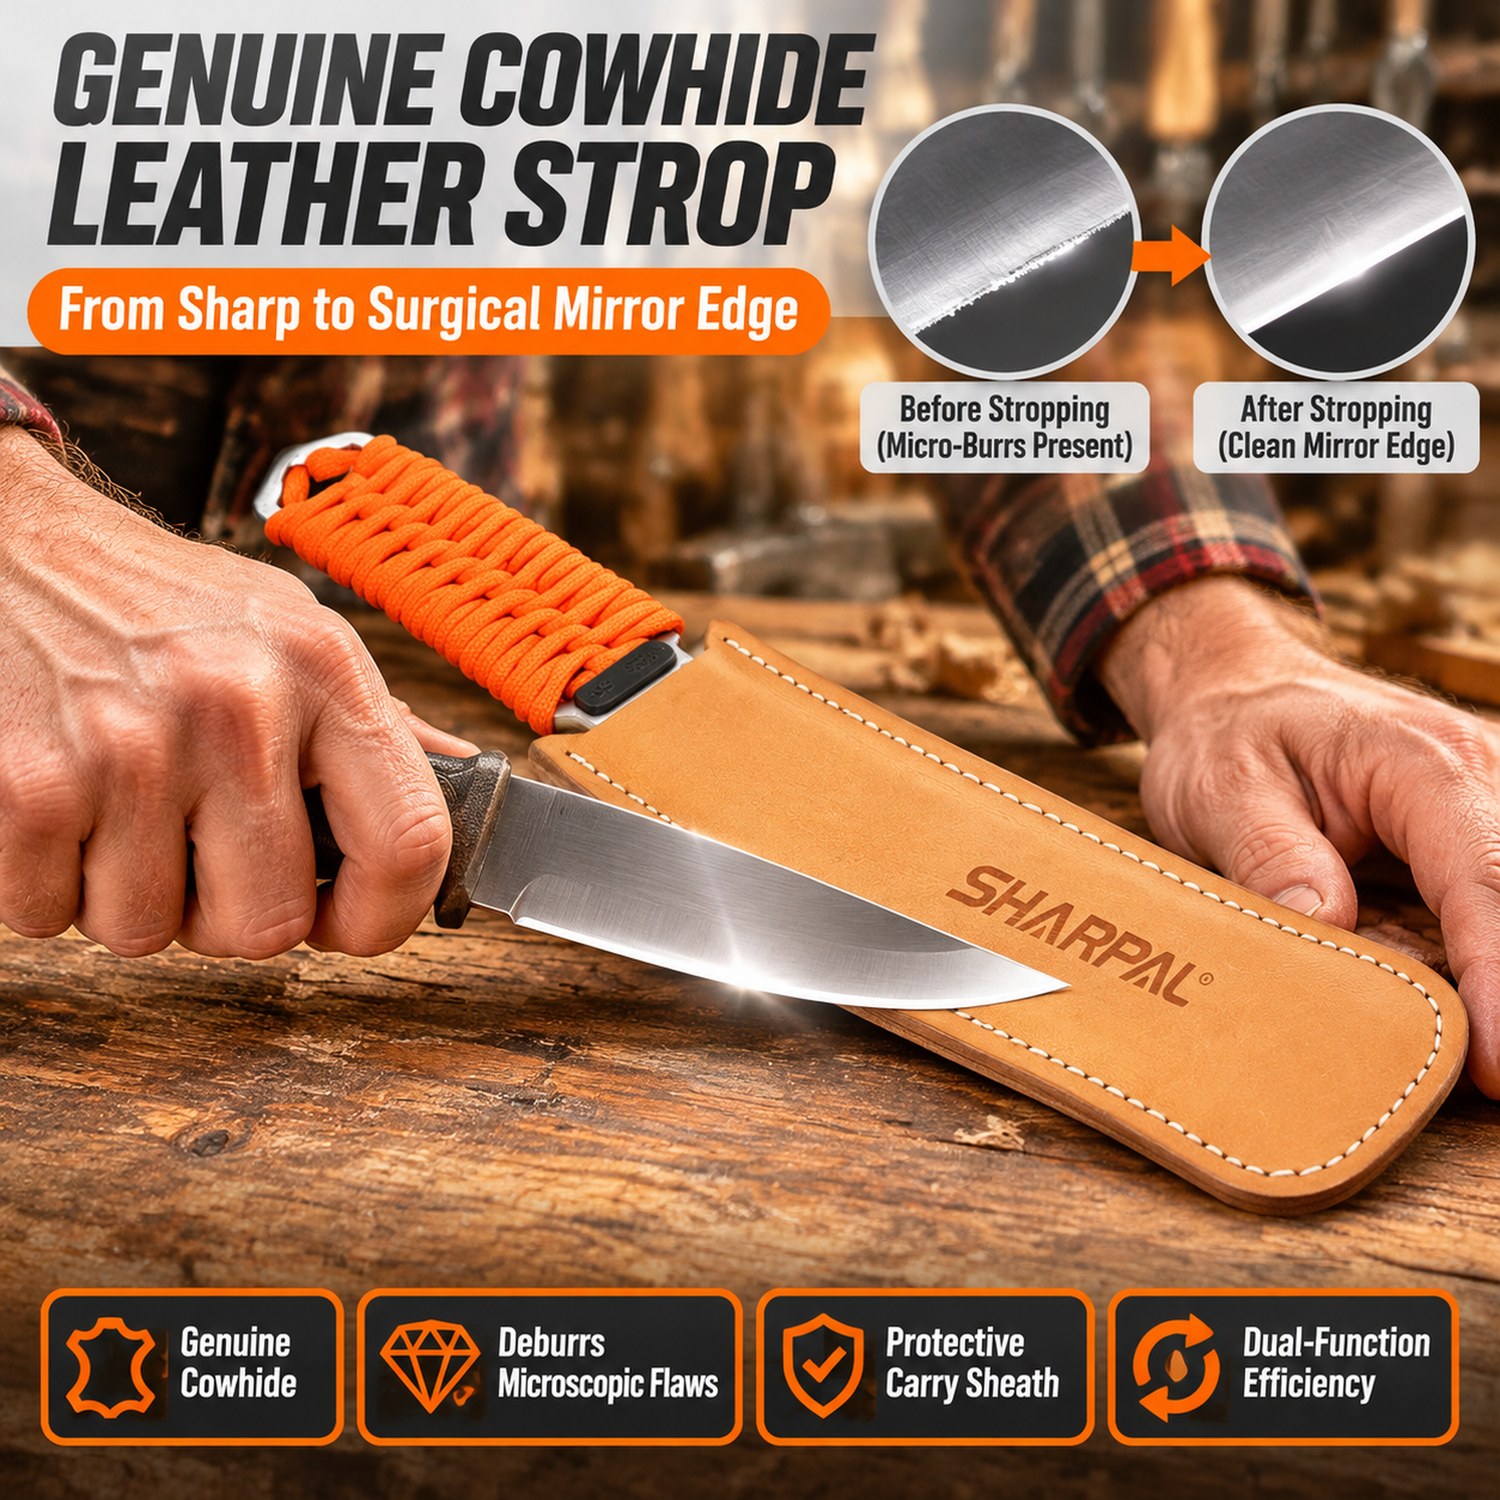 GENUINE COWHIDE
LEATHER STROP
From Sharp to Surgical Mirror Edge
Before Stropping
(Micro-Burrs Present)
After Stropping
(Clean Mirror Edge)
SHARPAL®
Genuine
Cowhide
Deburrs
Microscopic Flaws
Protective
Carry Sheath
Dual-Function
Efficiency